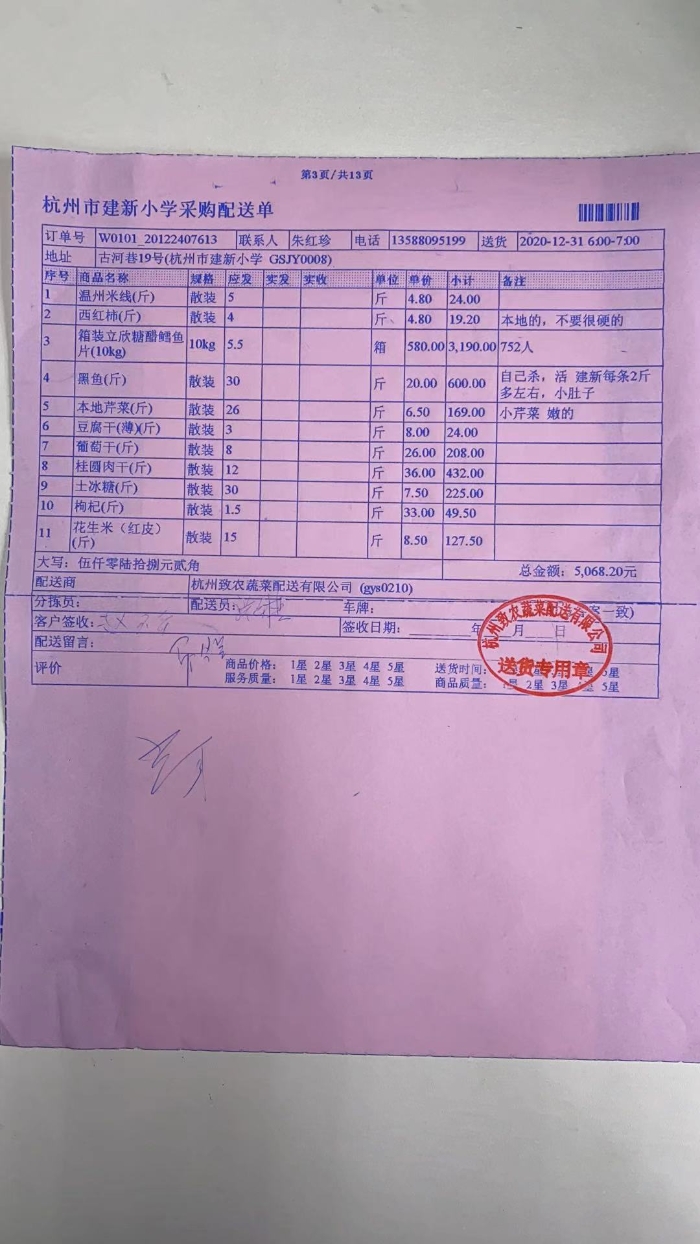 第3页/共13页
杭州市建新小学采购配送单
订单号 W0101_20122407613 联系人 朱红珍 电话 13588095199 送货 2020-12-31 6:00-7:00
地址 古河巷19号(杭州市建新小学 GSJY0008)
序号 商品名称 规格 应发 实发 实收 单位 单价 小计 备注
1 温州米线(斤) 散装 5 斤 4.80 24.00
2 西红柿(斤) 散装 4 斤 4.80 19.20 本地的，不要很硬的
3 箱装立欣糖醋鳕鱼片(10kg) 10kg 5.5 箱 580.00 3,190.00 752人
4 黑鱼(斤) 散装 30 斤 20.00 600.00 自己杀，活 建新每条2斤多左右，小肚子
5 本地芹菜(斤) 散装 26 斤 6.50 169.00 小芹菜 嫩的
6 豆腐干(薄)(斤) 散装 3 斤 8.00 24.00
7 葡萄干(斤) 散装 8 斤 26.00 208.00
8 桂圆肉干(斤) 散装 12 斤 36.00 432.00
9 土冰糖(斤) 散装 30 斤 7.50 225.00
10 枸杞(斤) 散装 1.5 斤 33.00 49.50
11 花生米（红皮）(斤) 散装 15 斤 8.50 127.50
大写：伍仟零陆拾捌元贰角 总金额：5,068.20元
配送商 杭州致农蔬菜配送有限公司 (gys0210)
分拣员： 配送员： 车牌： 一致)
客户签收： 签收日期： 年 月 日
配送留言：
评价 商品价格： 1星 2星 3星 4星 5星 送货时间： 5星
服务质量： 1星 2星 3星 4星 5星 商品质量： 1星 2星 3星 4星 5星
杭州致农蔬菜配送有限公司
送货专用章